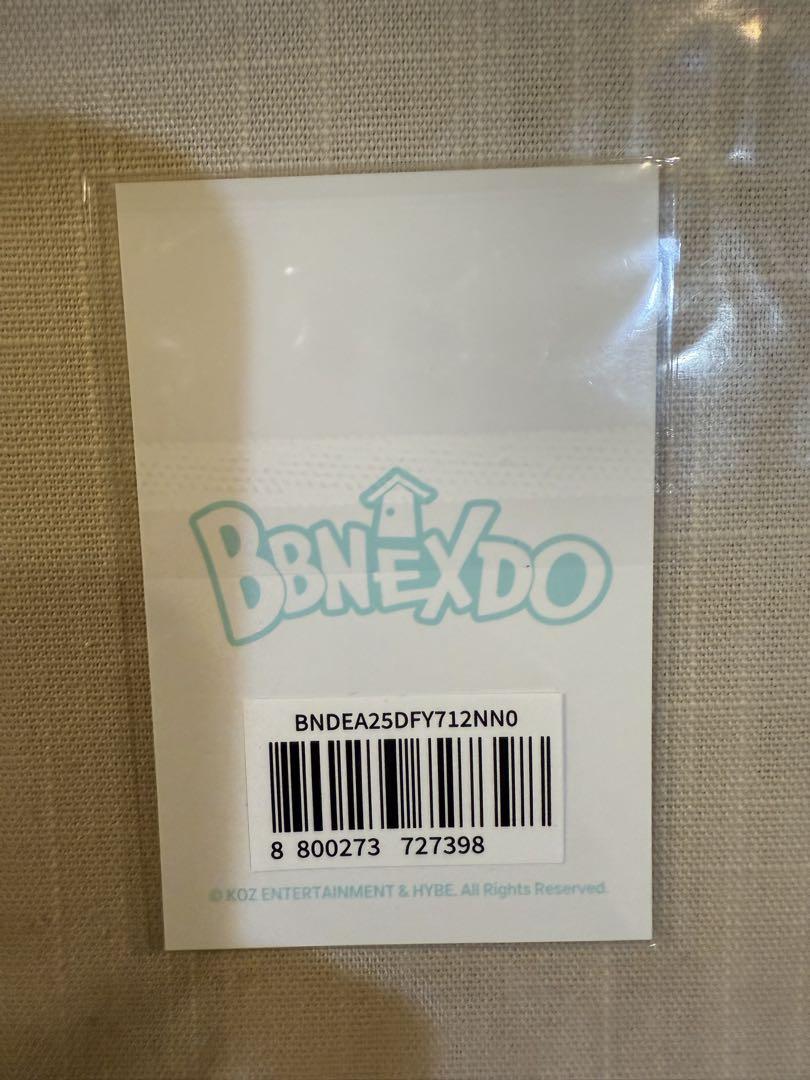 BBNEXDO
BNDEA25DFY712NN0
8 800273 727398
© KOZ ENTERTAINMENT & HYBE. All Rights Reserved.